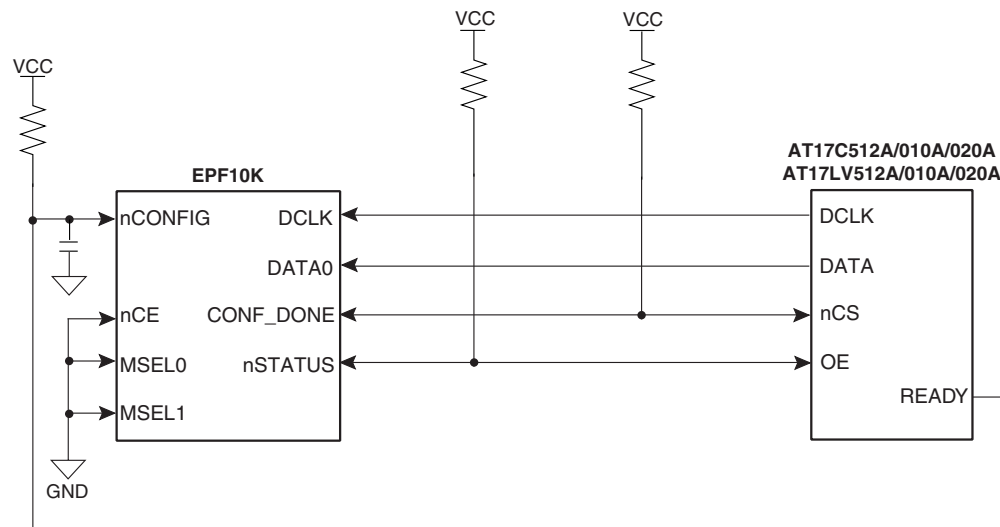 VCC
VCC
VCC
AT17C512A/010A/020A
AT17LV512A/010A/020A
EPF10K
nCONFIG
DCLK
DCLK
DATA0
DATA
nCE
CONF_DONE
nCS
MSEL0
nSTATUS
OE
READY
MSEL1
GND